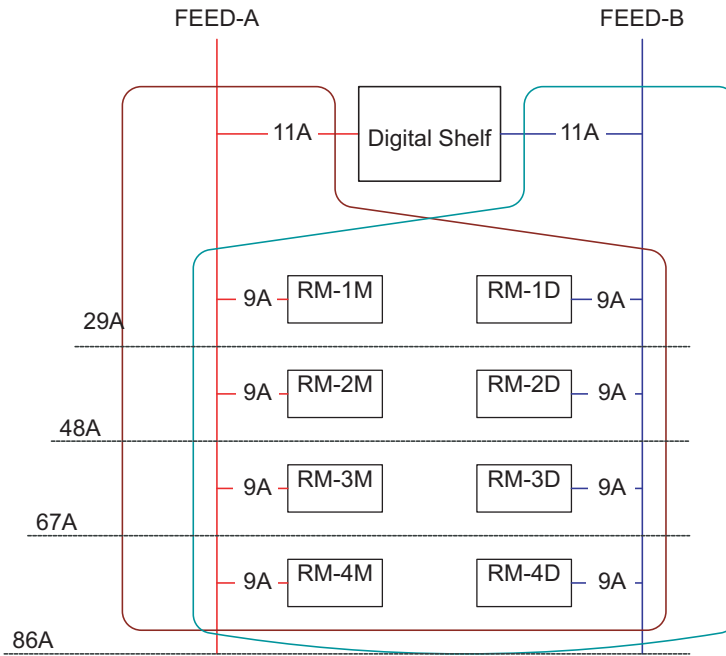 FEED-A FEED-B
11A Digital Shelf 11A
9A RM-1M RM-1D 9A
29A
9A RM-2M RM-2D 9A
48A
9A RM-3M RM-3D 9A
67A
9A RM-4M RM-4D 9A
86A